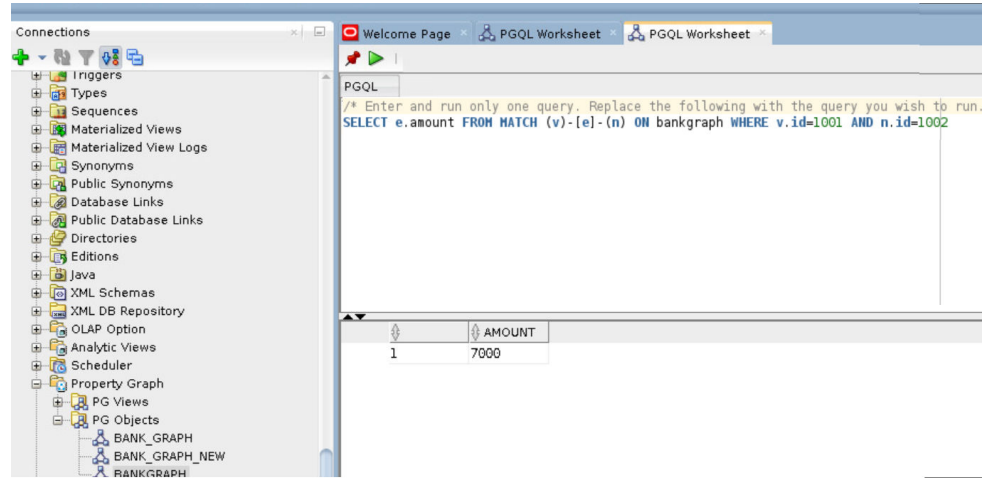 Connections
Triggers
Types
Sequences
Materialized Views
Materialized View Logs
Synonyms
Public Synonyms
Database Links
Public Database Links
Directories
Editions
Java
XML Schemas
XML DB Repository
OLAP Option
Analytic Views
Scheduler
Property Graph
PG Views
PG Objects
BANK_GRAPH
BANK_GRAPH_NEW
BANKGRAPH
Welcome Page
PGQL Worksheet
PGQL Worksheet
PGQL
/* Enter and run only one query. Replace the following with the query you wish to run.
SELECT e.amount FROM MATCH (v)-[e]-(n) ON bankgraph WHERE v.id=1001 AND n.id=1002
AMOUNT
1 7000